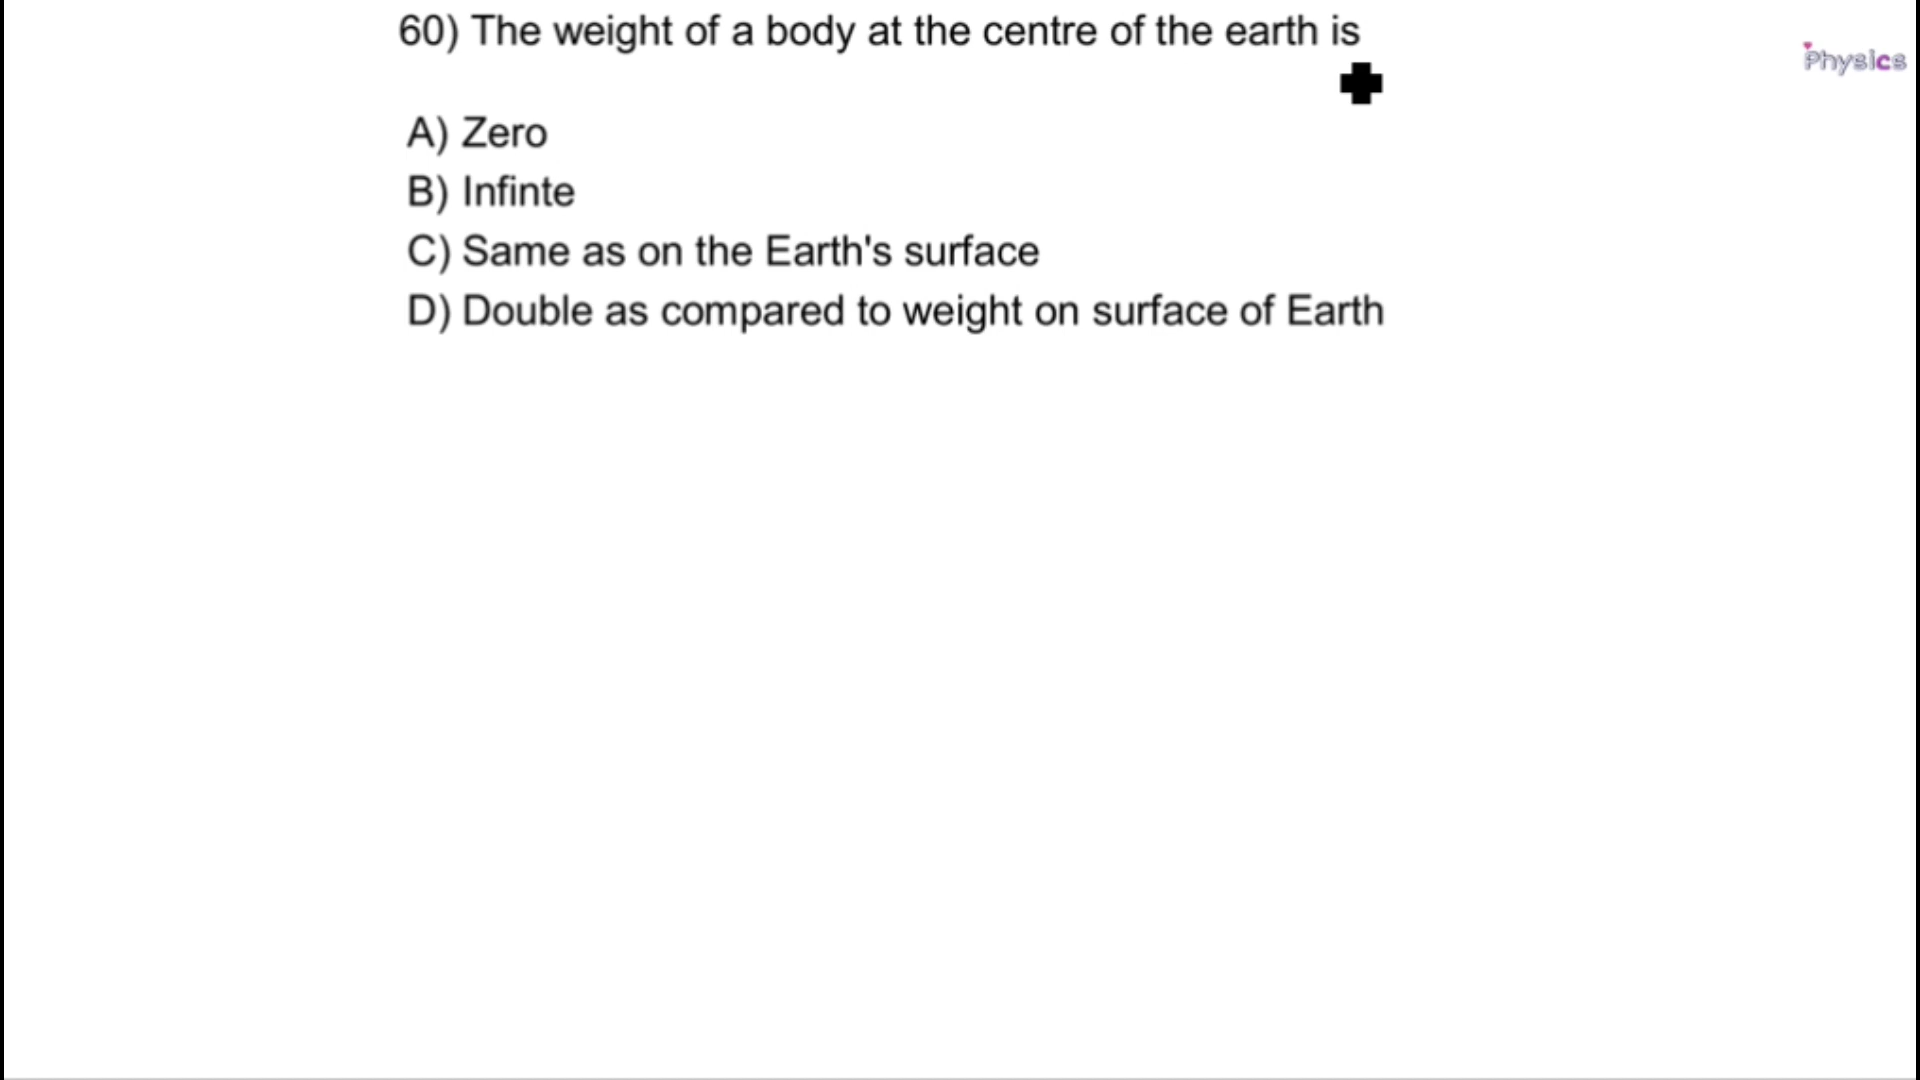 60) The weight of a body at the centre of the earth is
Physics
A) Zero
B) Infinte
C) Same as on the Earth's surface
D) Double as compared to weight on surface of Earth